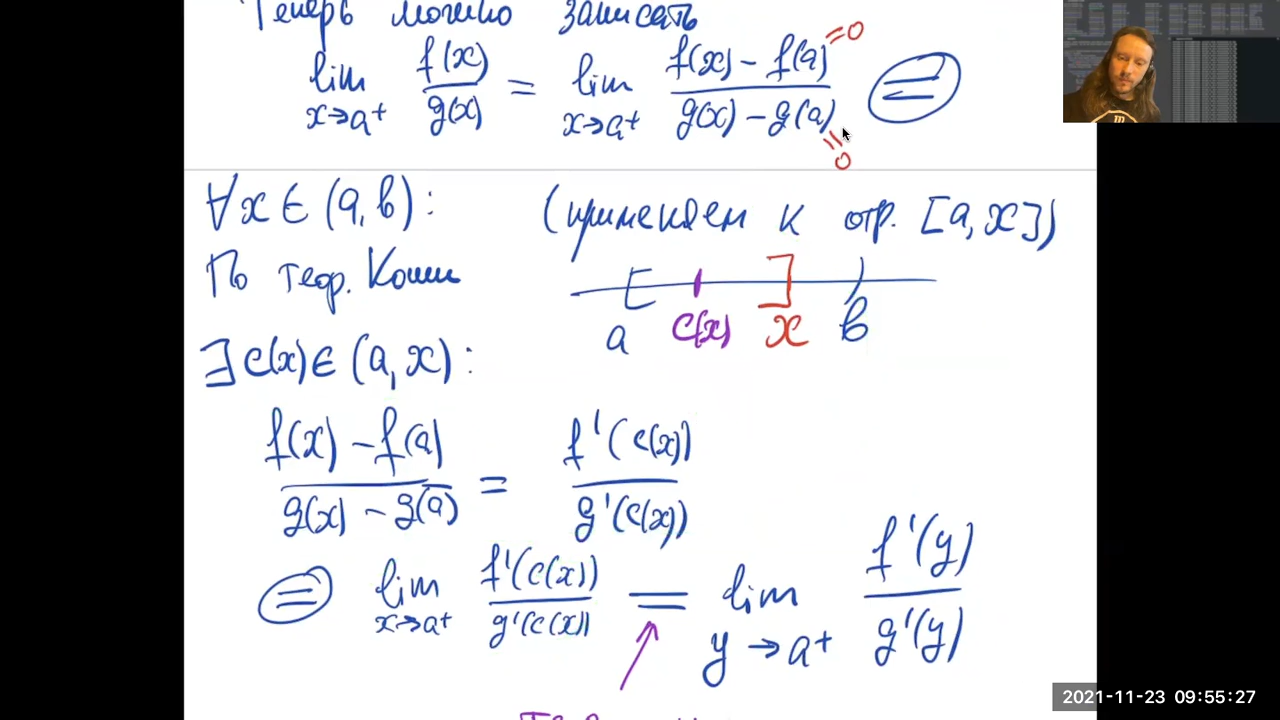 Теперь можно записать
lim x→a+ f(x)/g(x) = lim x→a+ (f(x) - f(a))/(g(x) - g(a)) =
=0
=0
∀x ∈ (a, b): (применяем к отр. [a, x])
По теор. Коши
a c(x) x b
∃ c(x) ∈ (a, x):
(f(x) - f(a))/(g(x) - g(a)) = f'(c(x))/g'(c(x))
= lim x→a+ f'(c(x))/g'(c(x)) = lim y→a+ f'(y)/g'(y)
2021-11-23 09:55:27